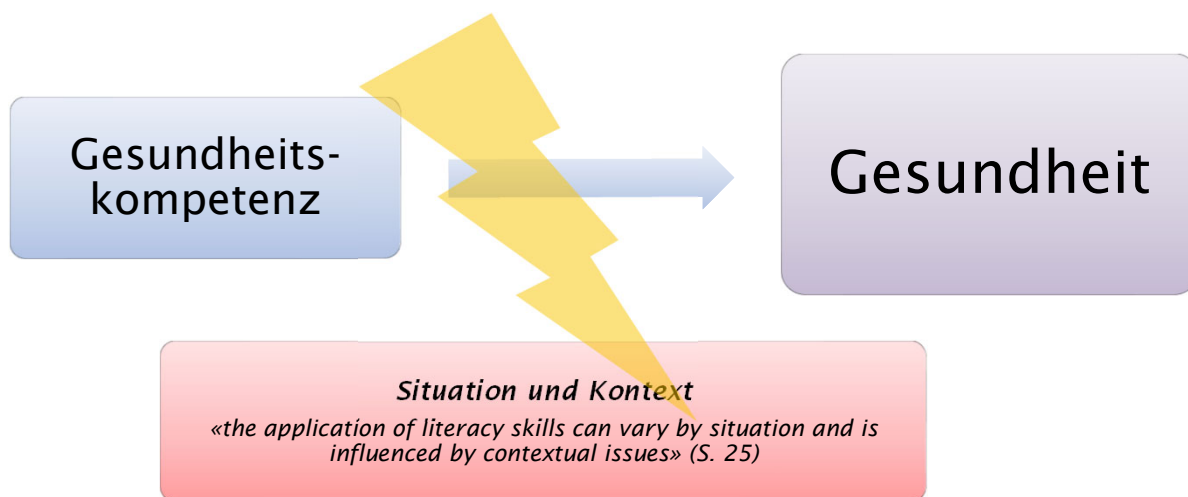 Gesundheits-
kompetenz
Gesundheit
Situation und Kontext
«the application of literacy skills can vary by situation and is
influenced by contextual issues» (S. 25)